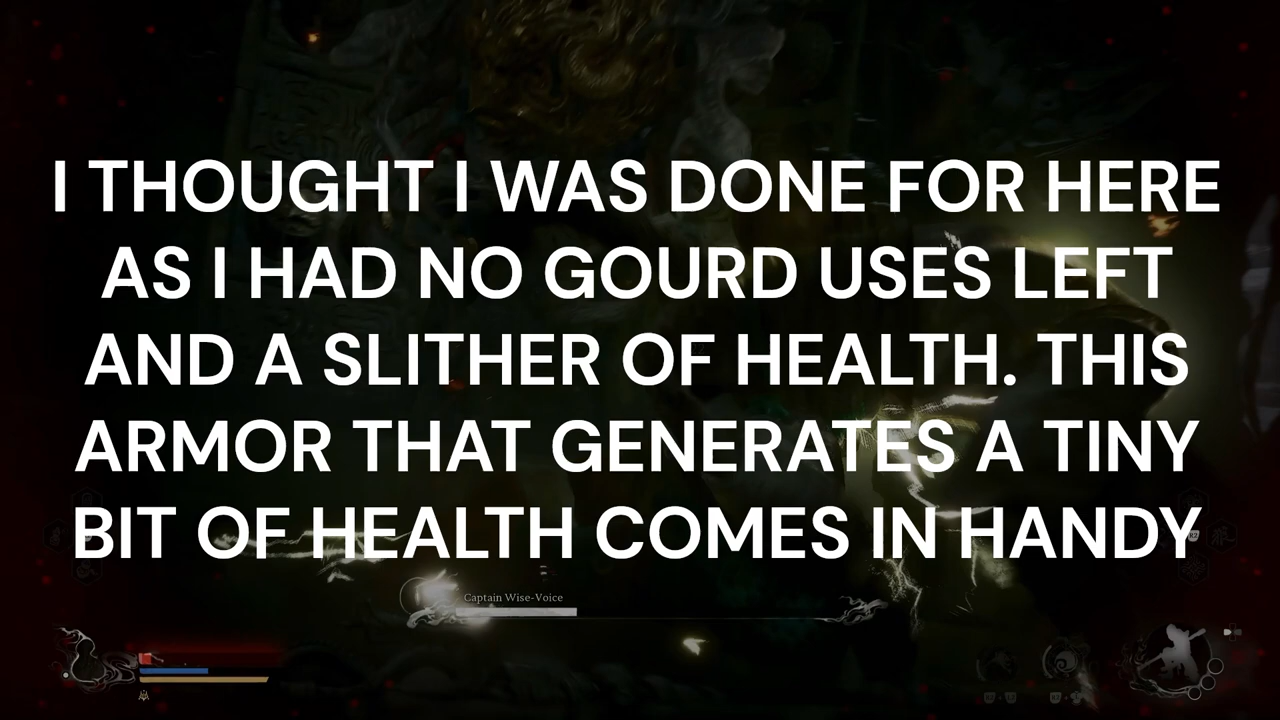 I THOUGHT I WAS DONE FOR HERE
AS I HAD NO GOURD USES LEFT
AND A SLITHER OF HEALTH. THIS
ARMOR THAT GENERATES A TINY
BIT OF HEALTH COMES IN HANDY
Captain Wise-Voice